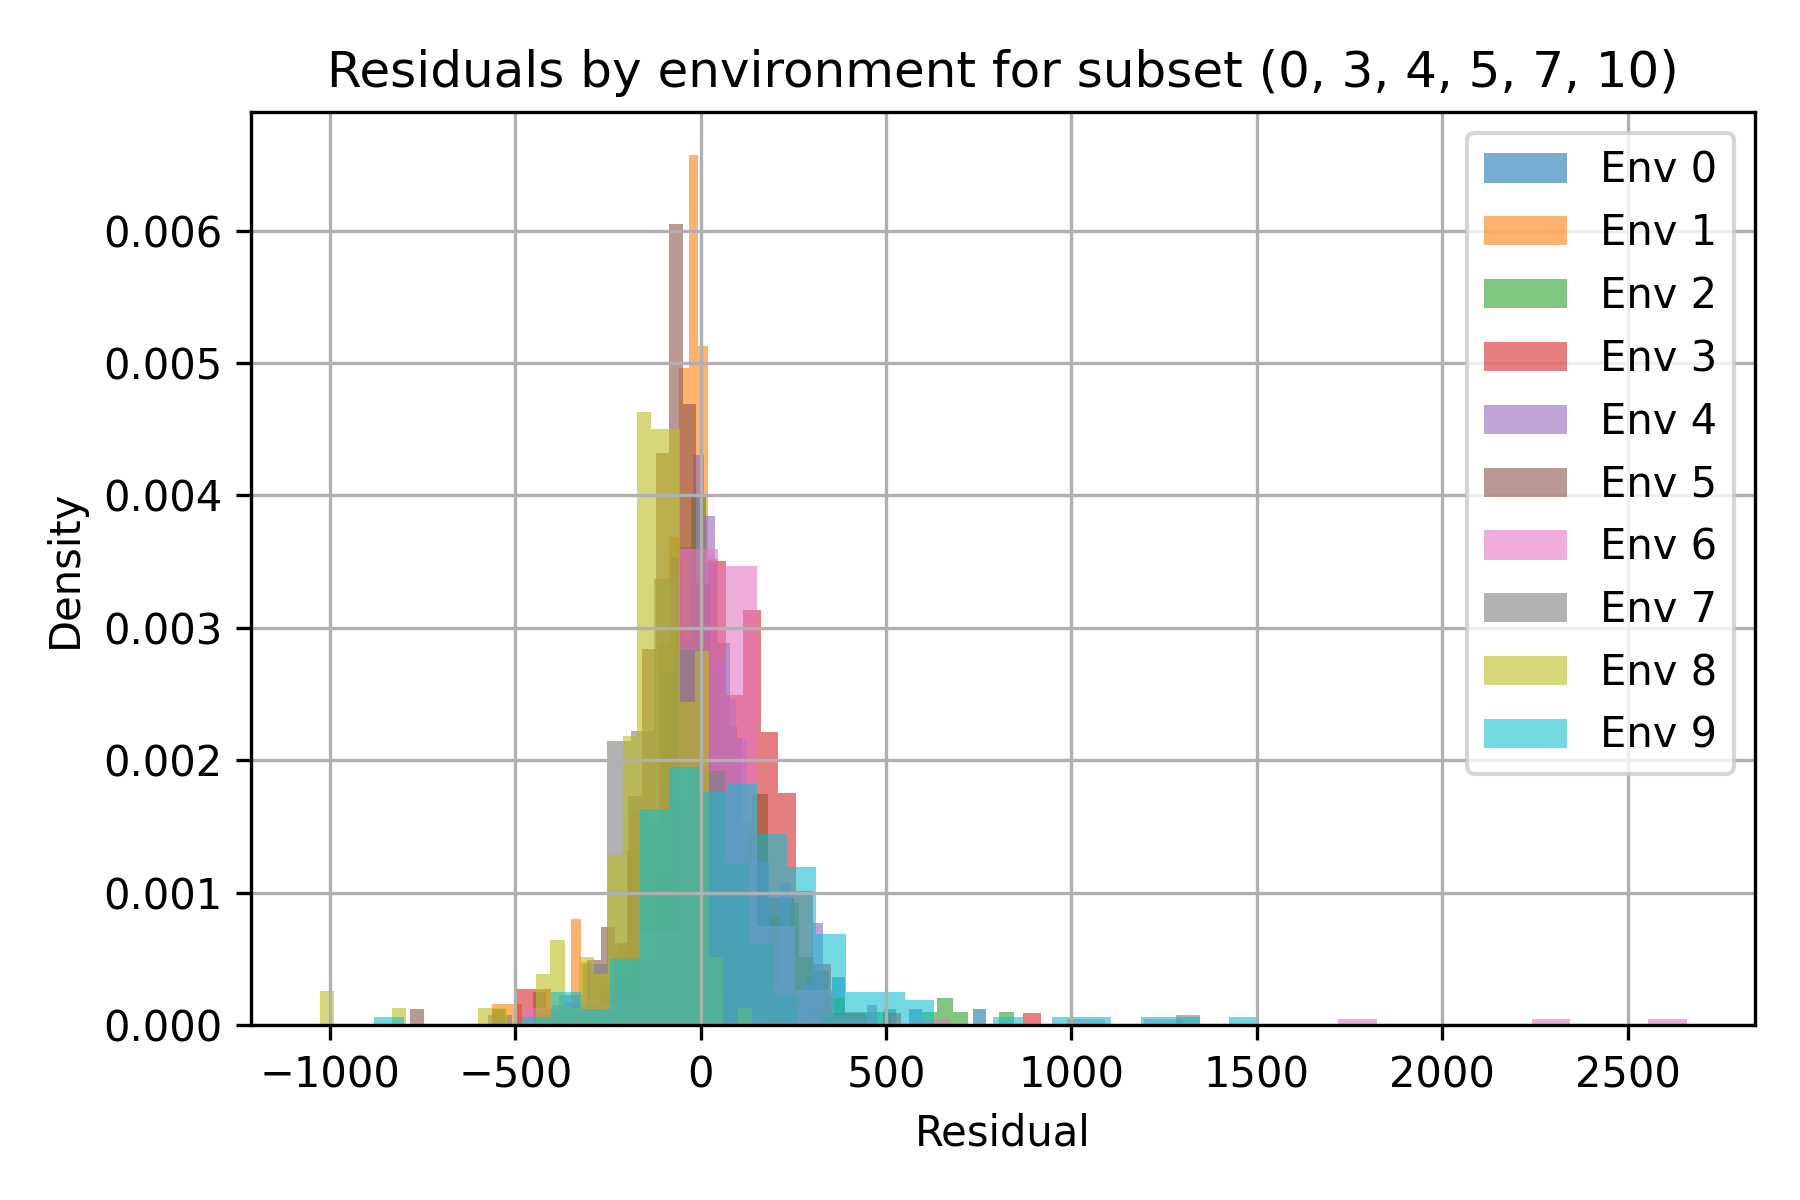 Residuals by environment for subset (0, 3, 4, 5, 7, 10)
Density
0.006
0.005
0.004
0.003
0.002
0.001
0.000
−1000 −500 0 500 1000 1500 2000 2500
Residual
Env 0
Env 1
Env 2
Env 3
Env 4
Env 5
Env 6
Env 7
Env 8
Env 9